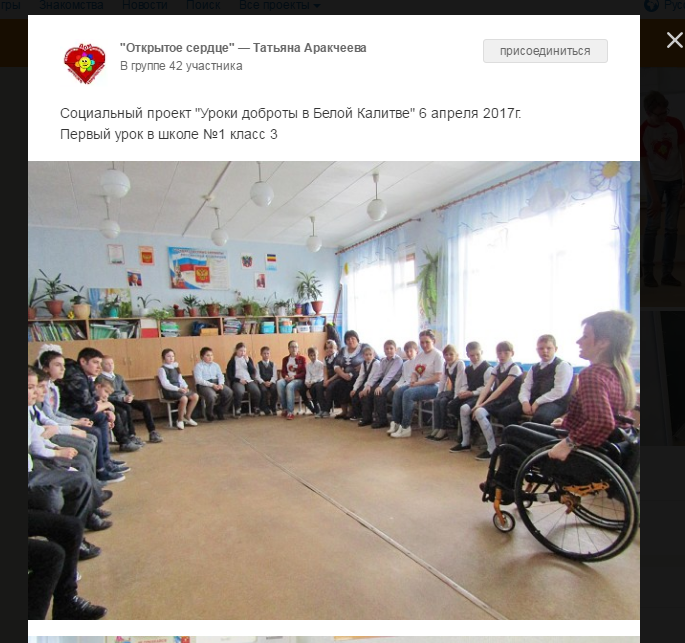 Знакомства Новости Поиск Все проекты
"Открытое сердце" — Татьяна Аракчеева
В группе 42 участника
присоединиться
Социальный проект "Уроки доброты в Белой Калитве" 6 апреля 2017г.
Первый урок в школе №1 класс 3